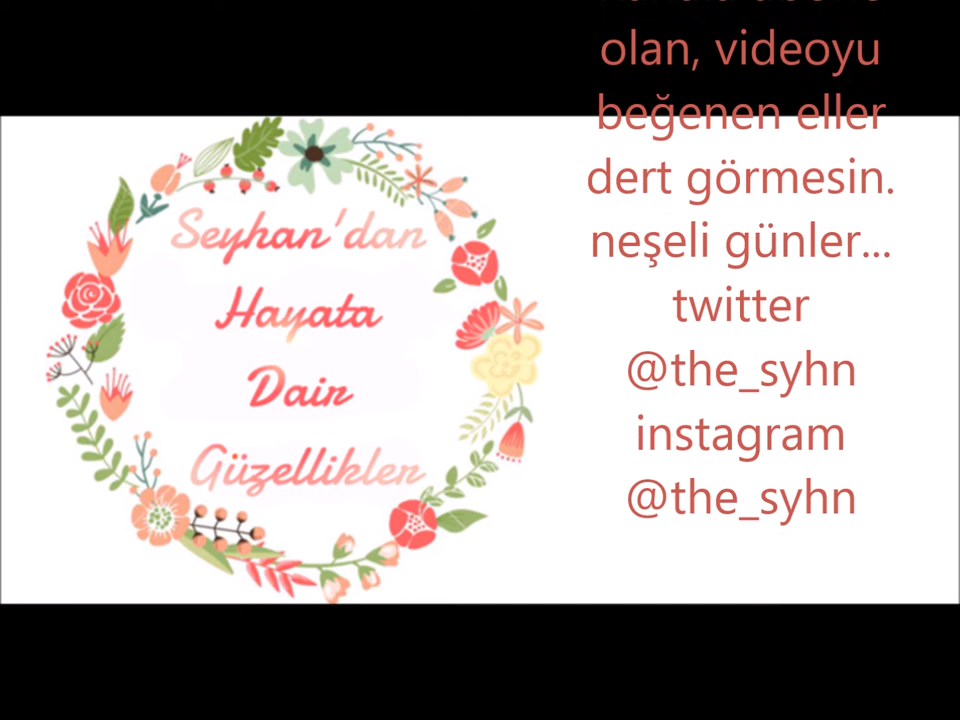 Seyhan'dan
Hayata
Dair
Güzellikler
olan, videoyu
beğenen eller
dert görmesin.
neşeli günler...
twitter
@the_syhn
instagram
@the_syhn